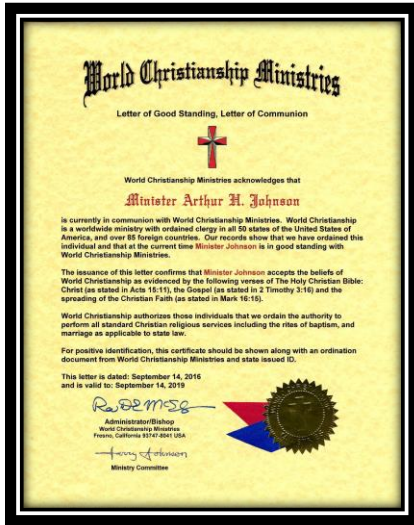 World Christianship Ministries
Letter of Good Standing, Letter of Communion
World Christianship Ministries acknowledges that
Minister Arthur H. Johnson
is currently in communion with World Christianship Ministries. World Christianship
is a worldwide ministry with ordained clergy in all 50 states of the United States of
America, and over 85 foreign countries. Our records show that we have ordained this
individual and that at the current time Minister Johnson is in good standing with
World Christianship Ministries.
The issuance of this letter confirms that Minister Johnson accepts the beliefs of
World Christianship as evidenced by the following verses of The Holy Christian Bible:
Christ (as stated in Acts 15:11), the Gospel (as stated in 2 Timothy 3:16) and the
spreading of the Christian Faith (as stated in Mark 16:15).
World Christianship authorizes those individuals that we ordain the authority to
perform all standard Christian religious services including the rites of baptism, and
marriage as applicable to state law.
For positive identification, this certificate should be shown along with an ordination
document from World Christianship Ministries and state issued ID.
This letter is dated: September 14, 2016
and is valid to: September 14, 2019
Administrator/Bishop
World Christianship Ministries
Fresno, California 93747-8041 USA
Terry Johnson
Ministry Committee